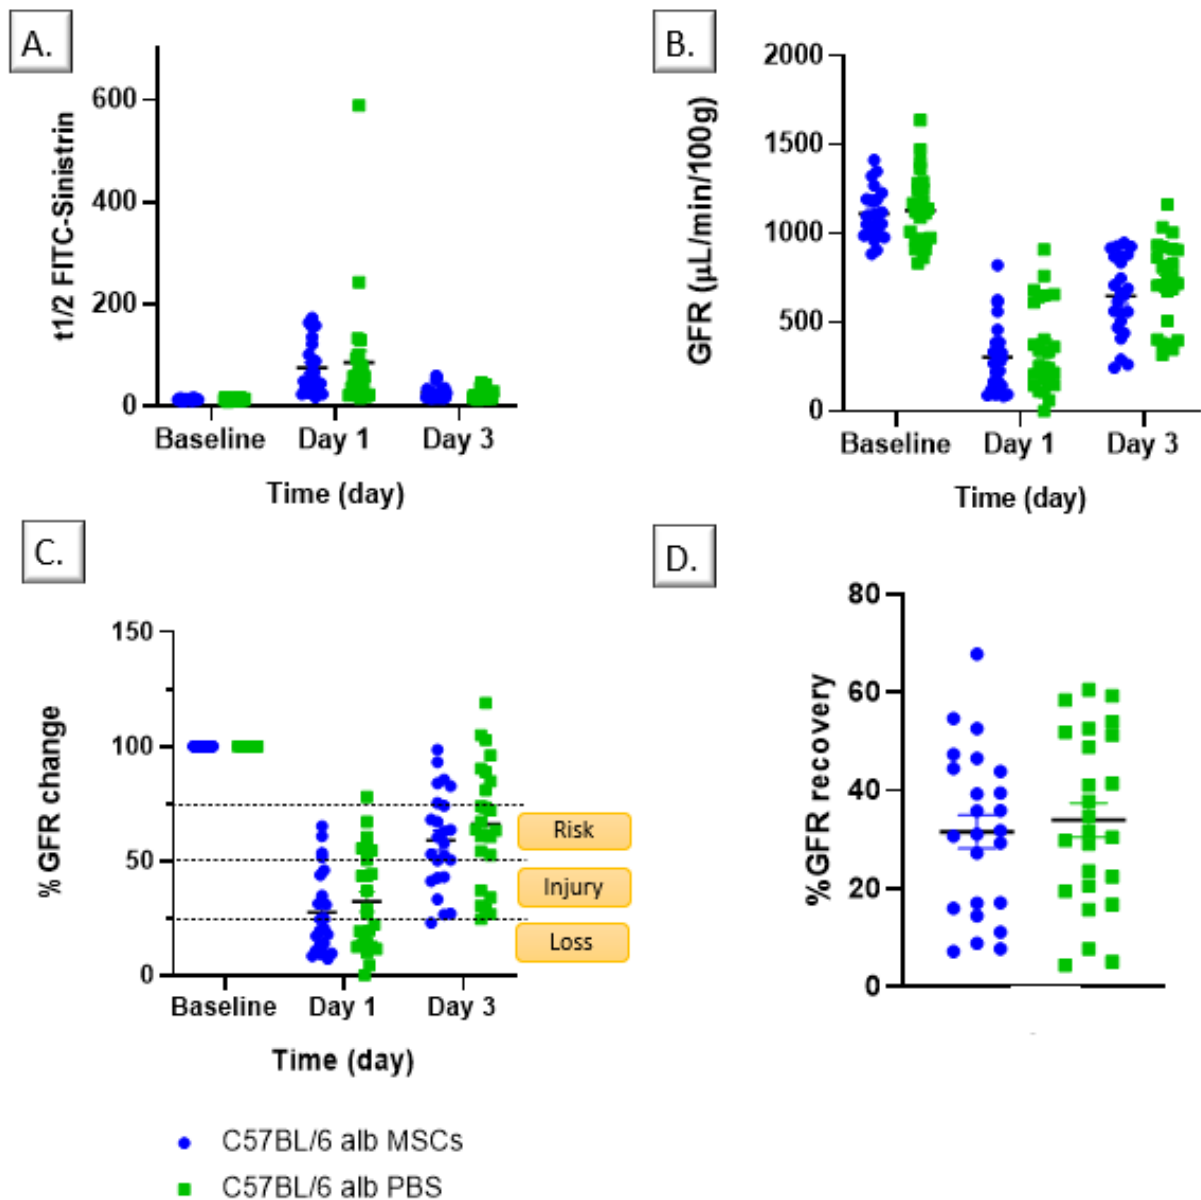 A.
t1/2 FITC-Sinistrin
600
400
200
0
Baseline Day 1 Day 3
Time (day)
B.
GFR (µL/min/100g)
2000
1500
1000
500
0
Baseline Day 1 Day 3
Time (day)
C.
% GFR change
150
100
50
0
Risk
Injury
Loss
Baseline Day 1 Day 3
Time (day)
D.
%GFR recovery
80
60
40
20
0
C57BL/6 alb MSCs
C57BL/6 alb PBS